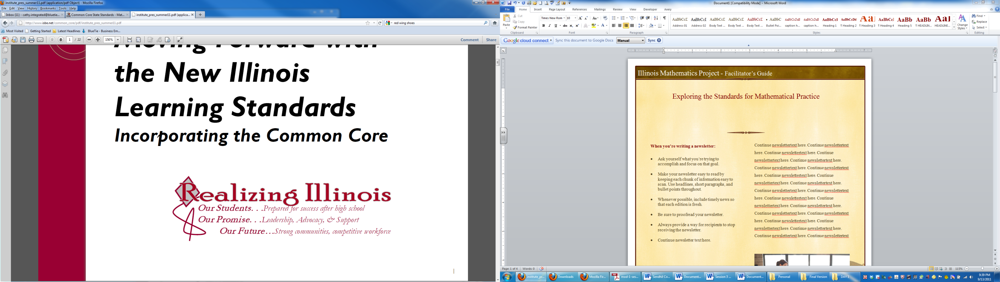 institute_pres_summer11.pdf (application/pdf Object) - Mozilla Firefox
File Edit View History Bookmarks Tools Help
Inbox (11) - cathy.integrated@bluetie...
Common Core State Standards - Mat...
institute_pres_summer11.pdf (applica...
http://www.isbe.net/common_core/pdf/institute_pres_summer11.pdf
red wing shoes
Most Visited Getting Started Latest Headlines BlueTie - Business Em...
1 / 22 150% Comment Share
Moving Forward with
the New Illinois
Learning Standards
Incorporating the Common Core
Realizing Illinois
Our Students. . .Prepared for success after high school
Our Promise. . .Leadership, Advocacy, & Support
Our Future...Strong communities, competitive workforce
Document1 [Compatibility Mode] - Microsoft Word
File Home Insert Page Layout References Mailings Review View Developer Avery
Paste
Cut
Copy
Format Painter
Clipboard
Times New Rom 10
Font
Paragraph
Address 01 Address 02 Body Text ... Body Text ... Body Text ... Bullet Poi... caption h... caption h... Heading 1 Heading 2 Heading 3 Heading 4 Heading 5 HEADLIN... HEADLINE...
Styles
Change Styles
Find
Replace
Select
Editing
Google cloud connect Sync this document to Google Docs Manual Sync
Illinois Mathematics Project - Facilitator's Guide
Exploring the Standards for Mathematical Practice
When you're writing a newsletter:
• Ask yourself what you're trying to
accomplish and focus on that goal.
• Make your newsletter easy to read by
keeping each chunk of information easy to
scan. Use headlines, short paragraphs, and
bullet points throughout.
• Whenever possible, include timely news so
that each edition is fresh.
• Be sure to proofread your newsletter.
• Always provide a way for recipients to stop
receiving the newsletter.
• Continue newsletter text here.
Continue newslettertext here. Continue newslettertext
here. Continue newslettertext here. Continue
newslettertext here. Continue newslettertext here.
Continue newslettertext here. Continue newslettertext
here. Continue newslettertext here. Continue
newslettertext here. Continue newslettertext here.
Continue newslettertext here. Continue newslettertext
here. Continue newslettertext here. Continue
newslettertext here. Continue newslettertext here.
Continue newslettertext here. Continue newslettertext
here. Continue newslettertext here. Continue
newslettertext here. Continue newslettertext here.
Continue newslettertext here. Continue newslettertext
Page: 1 of 4 Words: 0
115%
institute_pr... Downloads Mozilla Fir... mod-1-ses... Sendhil Co... Document... Session 3 ... Document... Personal Final Version DAY 1
9:39 PM
9/13/2011